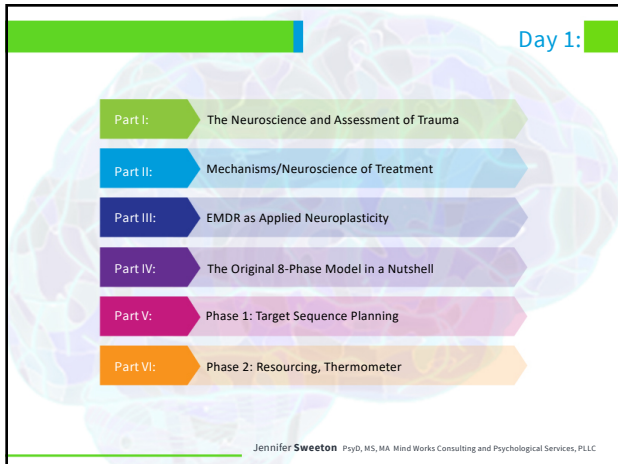 Day 1:
Part I: The Neuroscience and Assessment of Trauma
Part II: Mechanisms/Neuroscience of Treatment
Part III: EMDR as Applied Neuroplasticity
Part IV: The Original 8-Phase Model in a Nutshell
Part V: Phase 1: Target Sequence Planning
Part VI: Phase 2: Resourcing, Thermometer
Jennifer Sweeton PsyD, MS, MA Mind Works Consulting and Psychological Services, PLLC